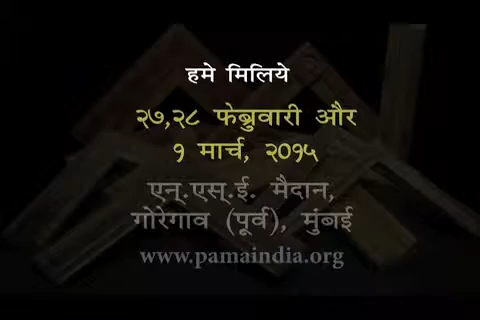 हमे मिलिये
२७,२८ फेब्रुवारी और
१ मार्च, २०१५
एन्.एस्.ई. मैदान,
गोरेगाव (पूर्व), मुंबई
www.pamaindia.org